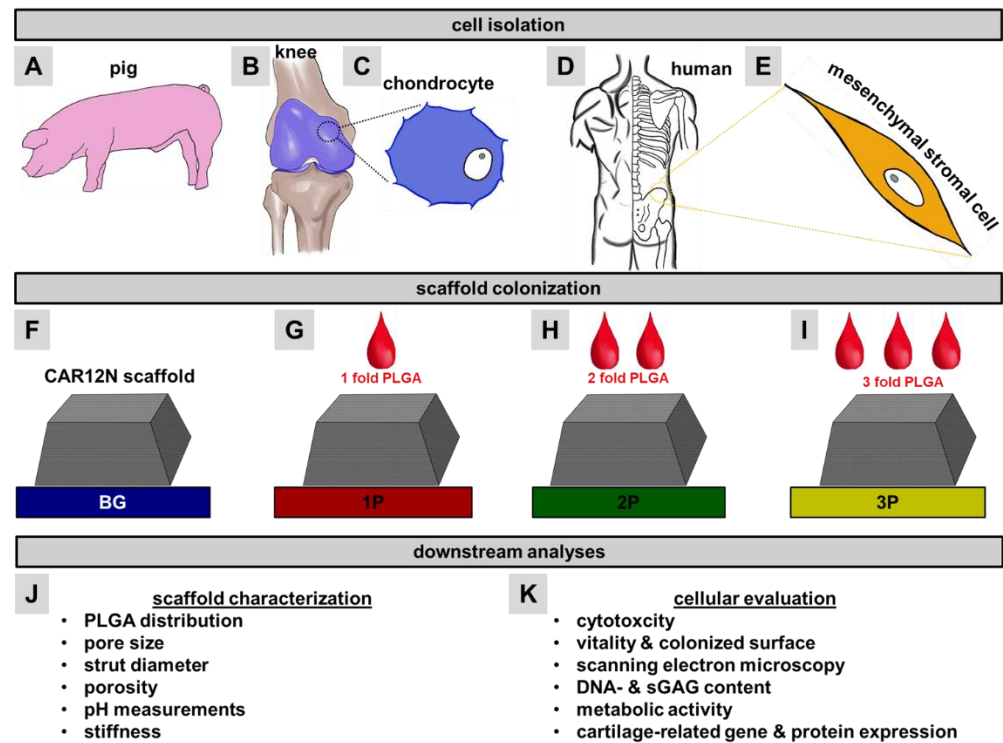 cell isolation
A
pig
B
knee
C
chondrocyte
D
human
E
mesenchymal stromal cell
scaffold colonization
F
CAR12N scaffold
BG
G
1 fold PLGA
1P
H
2 fold PLGA
2P
I
3 fold PLGA
3P
downstream analyses
J
scaffold characterization
• PLGA distribution
• pore size
• strut diameter
• porosity
• pH measurements
• stiffness
K
cellular evaluation
• cytotoxcity
• vitality & colonized surface
• scanning electron microscopy
• DNA- & sGAG content
• metabolic activity
• cartilage-related gene & protein expression